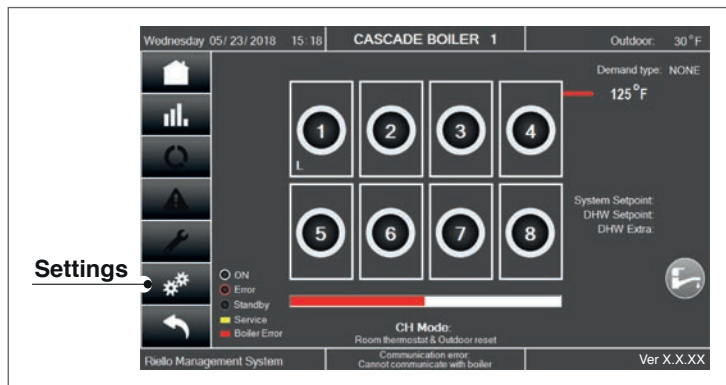 Wednesday 05/23/2018 15:18 CASCADE BOILER 1 Outdoor: 30°F
Demand type: NONE
125°F
1 2 3 4
L
System Setpoint:
DHW Setpoint:
DHW Extra:
5 6 7 8
Settings
ON
Error
Standby
Service
Boiler Error
CH Mode:
Room thermostat & Outdoor reset
Riello Management System
Communication error:
Cannot communicate with boiler
Ver X.X.XX